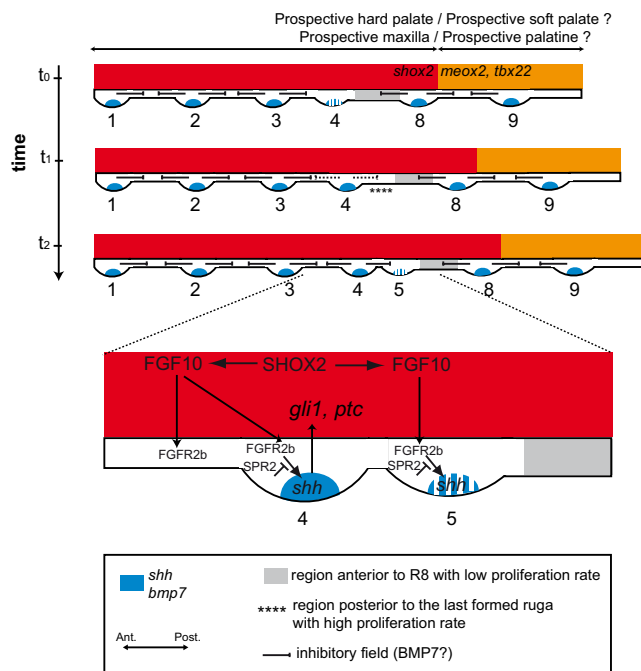 Prospective hard palate / Prospective soft palate ?
Prospective maxilla / Prospective palatine ?
t0 shox2 meox2, tbx22
1 2 3 4 8 9
time
t1
****
1 2 3 4 8 9
t2
1 2 3 4 5 8 9
FGF10 SHOX2 FGF10
gli1, ptc
FGFR2b FGFR2b FGFR2b
SPR2 SPR2
shh shh
4 5
shh
bmp7
region anterior to R8 with low proliferation rate
**** region posterior to the last formed ruga
with high proliferation rate
Ant. Post.
inhibitory field (BMP7?)